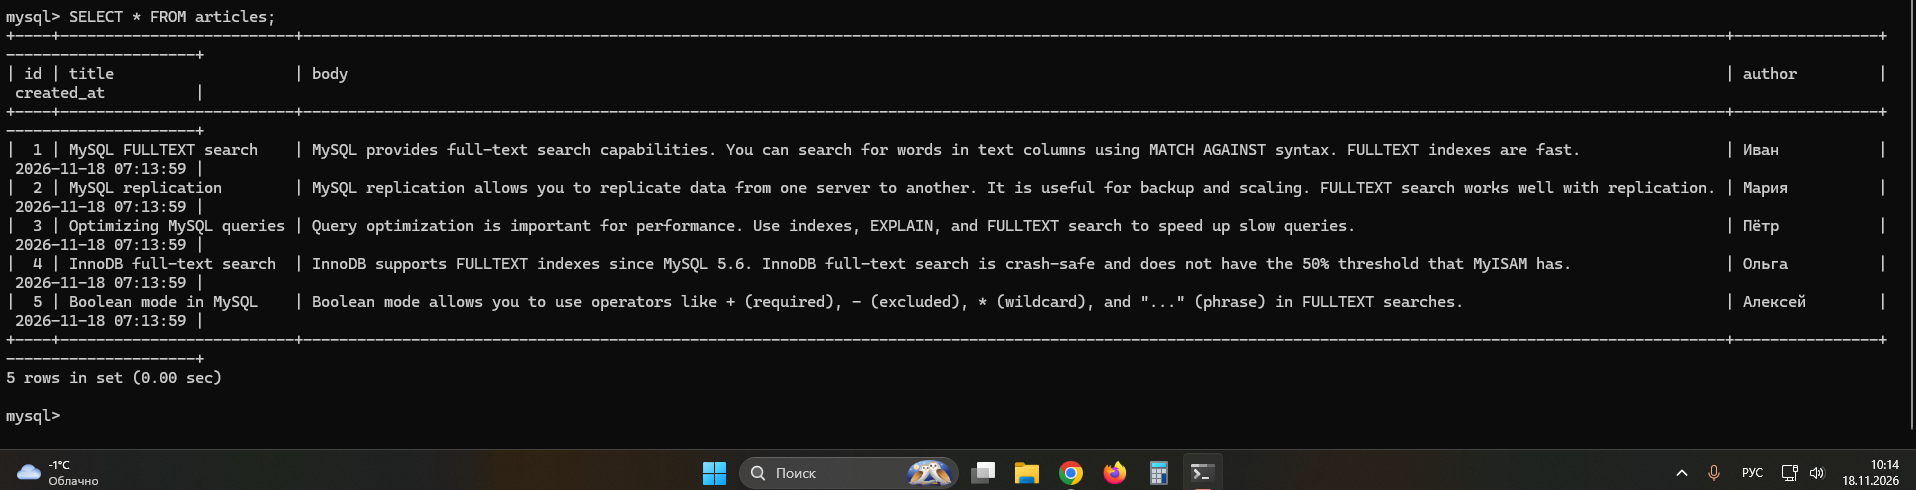 mysql> SELECT * FROM articles;
+----+--------------------------+--------------------------------------------------------------------------------------------------------------------------------------------------------------+----------------+
---------------------+
| id | title                    | body                                                                                                                                                         | author         |
 created_at          |
+----+--------------------------+--------------------------------------------------------------------------------------------------------------------------------------------------------------+----------------+
---------------------+
|  1 | MySQL FULLTEXT search    | MySQL provides full-text search capabilities. You can search for words in text columns using MATCH AGAINST syntax. FULLTEXT indexes are fast.                | Иван           |
 2026-11-18 07:13:59 |
|  2 | MySQL replication        | MySQL replication allows you to replicate data from one server to another. It is useful for backup and scaling. FULLTEXT search works well with replication. | Мария          |
 2026-11-18 07:13:59 |
|  3 | Optimizing MySQL queries | Query optimization is important for performance. Use indexes, EXPLAIN, and FULLTEXT search to speed up slow queries.                                         | Пётр           |
 2026-11-18 07:13:59 |
|  4 | InnoDB full-text search  | InnoDB supports FULLTEXT indexes since MySQL 5.6. InnoDB full-text search is crash-safe and does not have the 50% threshold that MyISAM has.                 | Ольга          |
 2026-11-18 07:13:59 |
|  5 | Boolean mode in MySQL    | Boolean mode allows you to use operators like + (required), - (excluded), * (wildcard), and "..." (phrase) in FULLTEXT searches.                             | Алексей        |
 2026-11-18 07:13:59 |
+----+--------------------------+--------------------------------------------------------------------------------------------------------------------------------------------------------------+----------------+
---------------------+
5 rows in set (0.00 sec)
mysql>
-1°C
Облачно
Поиск
РУС
10:14
18.11.2026